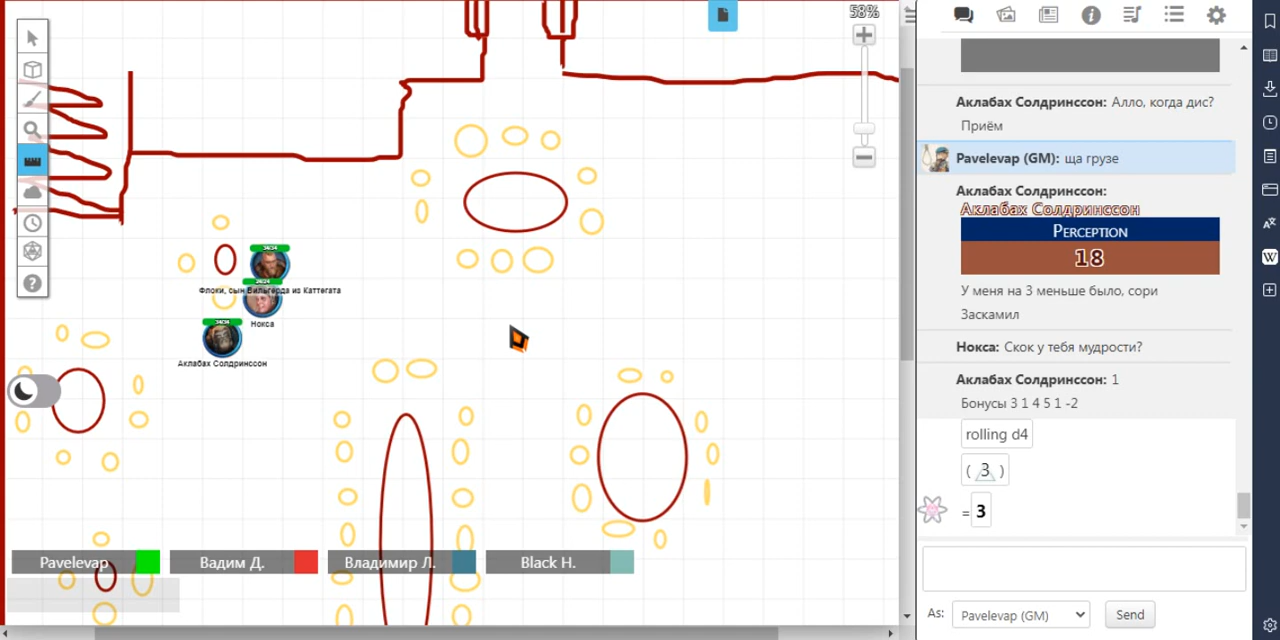 58%
34/34
Флоки, сын Вильгерда из Каттегата
Нокса
34/34
Аклабах Солдринссон
Pavelevap
Вадим Д.
Владимир Л.
Black H.
Аклабах Солдринссон: Алло, когда дис?
Приём
Pavelevap (GM): ща грузе
Аклабах Солдринссон:
Аклабах Солдринссон
PERCEPTION
18
У меня на 3 меньше было, сори
Заскамил
Нокса: Скок у тебя мудрости?
Аклабах Солдринссон: 1
Бонусы 3 1 4 5 1 -2
rolling d4
( 3 )
= 3
As: Pavelevap (GM) Send